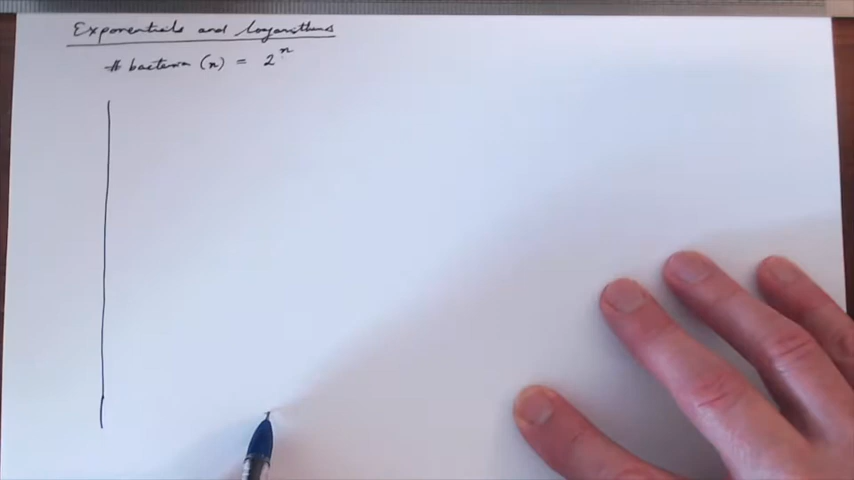 Exponentials and Logarithms
# bacteria (n) = 2^n